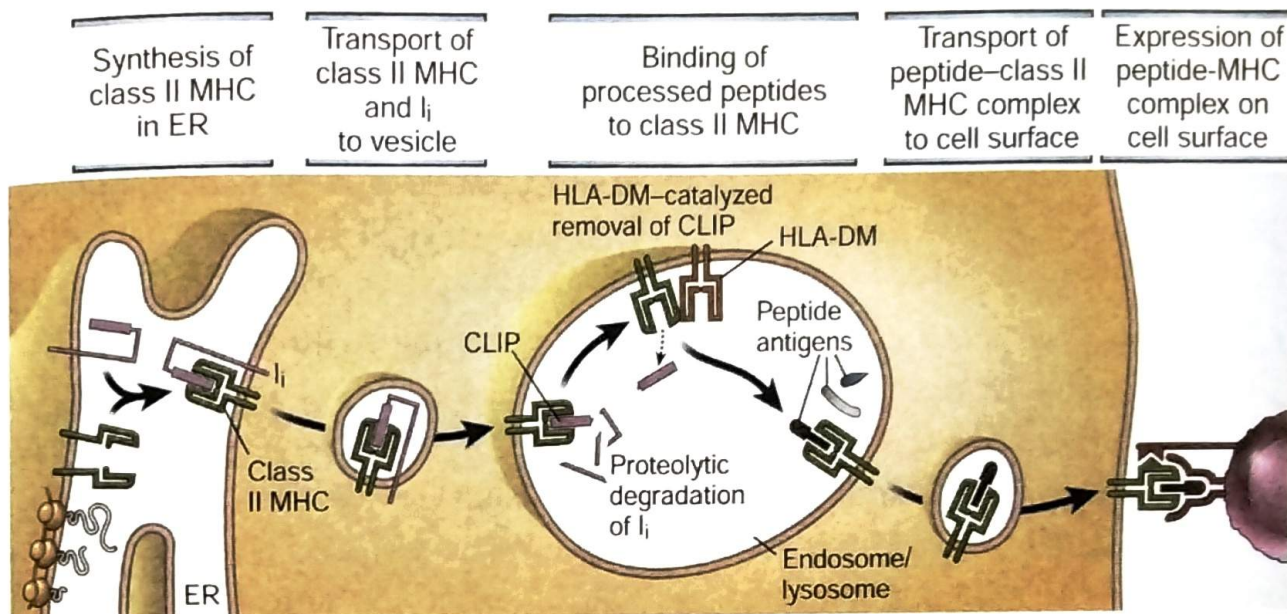 Synthesis of
class II MHC
in ER
Transport of
class II MHC
and Ii
to vesicle
Binding of
processed peptides
to class II MHC
Transport of
peptide–class II
MHC complex
to cell surface
Expression of
peptide-MHC
complex on
cell surface
HLA-DM–catalyzed
removal of CLIP
HLA-DM
Peptide
antigens
CLIP
Ii
Class
II MHC
Proteolytic
degradation
of Ii
Endosome/
lysosome
ER